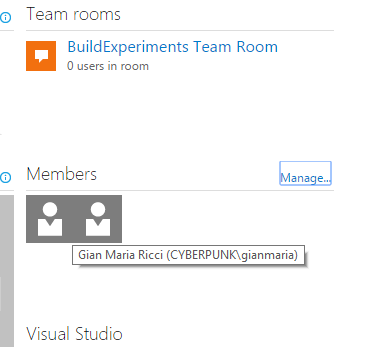 Team rooms
BuildExperiments Team Room
0 users in room
Members
Manage...
Gian Maria Ricci (CYBERPUNK\gianmaria)
Visual Studio